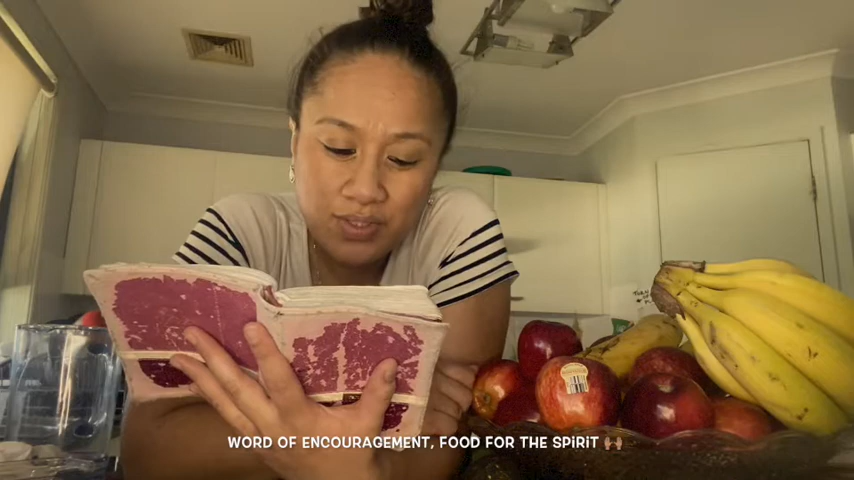 WORD OF ENCOURAGEMENT, FOOD FOR THE SPIRIT 🙌🏽